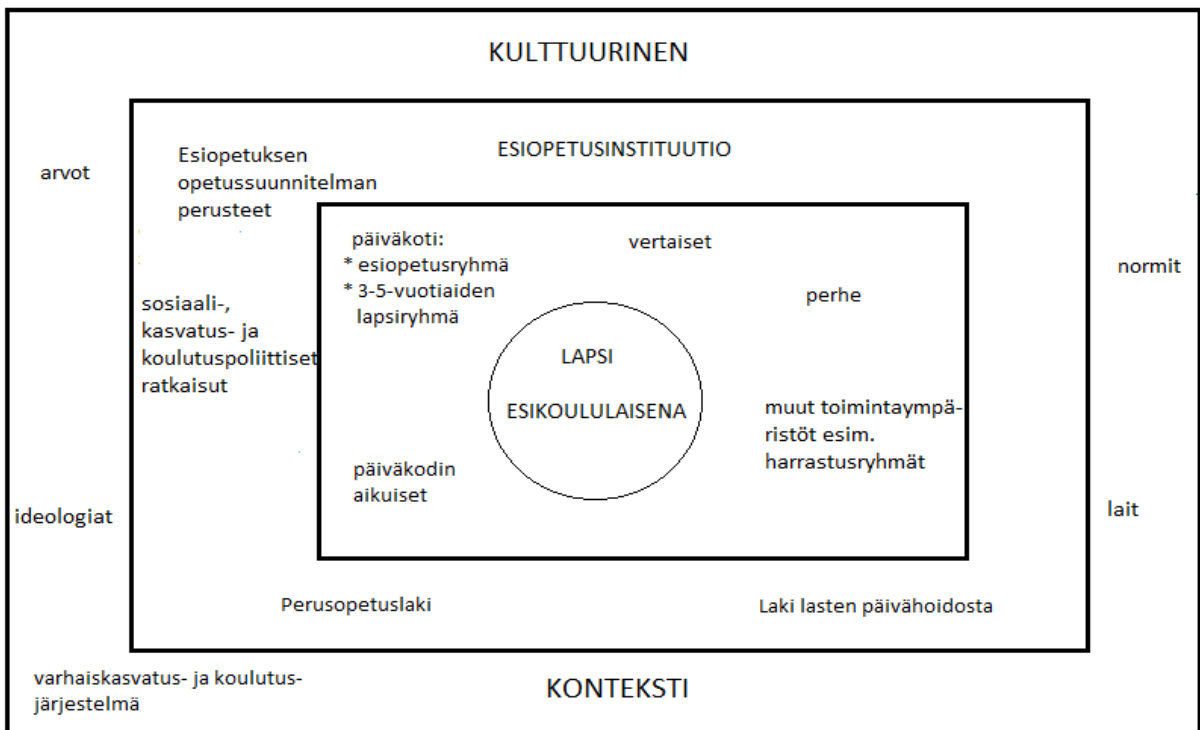 KULTTUURINEN
arvot
ideologiat
varhaiskasvatus- ja koulutus-
järjestelmä
ESIOPETUSINSTITUUTIO
Esiopetuksen
opetussuunnitelman
perusteet
sosiaali-,
kasvatus- ja
koulutuspoliittiset
ratkaisut
päiväkoti:
* esiopetusryhmä
* 3-5-vuotiaiden
lapsiryhmä
vertaiset
perhe
LAPSI
ESIKOULULAISENA
muut toimintaympä-
ristöt esim.
harrastusryhmät
päiväkodin
aikuiset
Perusopetuslaki
Laki lasten päivähoidosta
normit
lait
KONTEKSTI